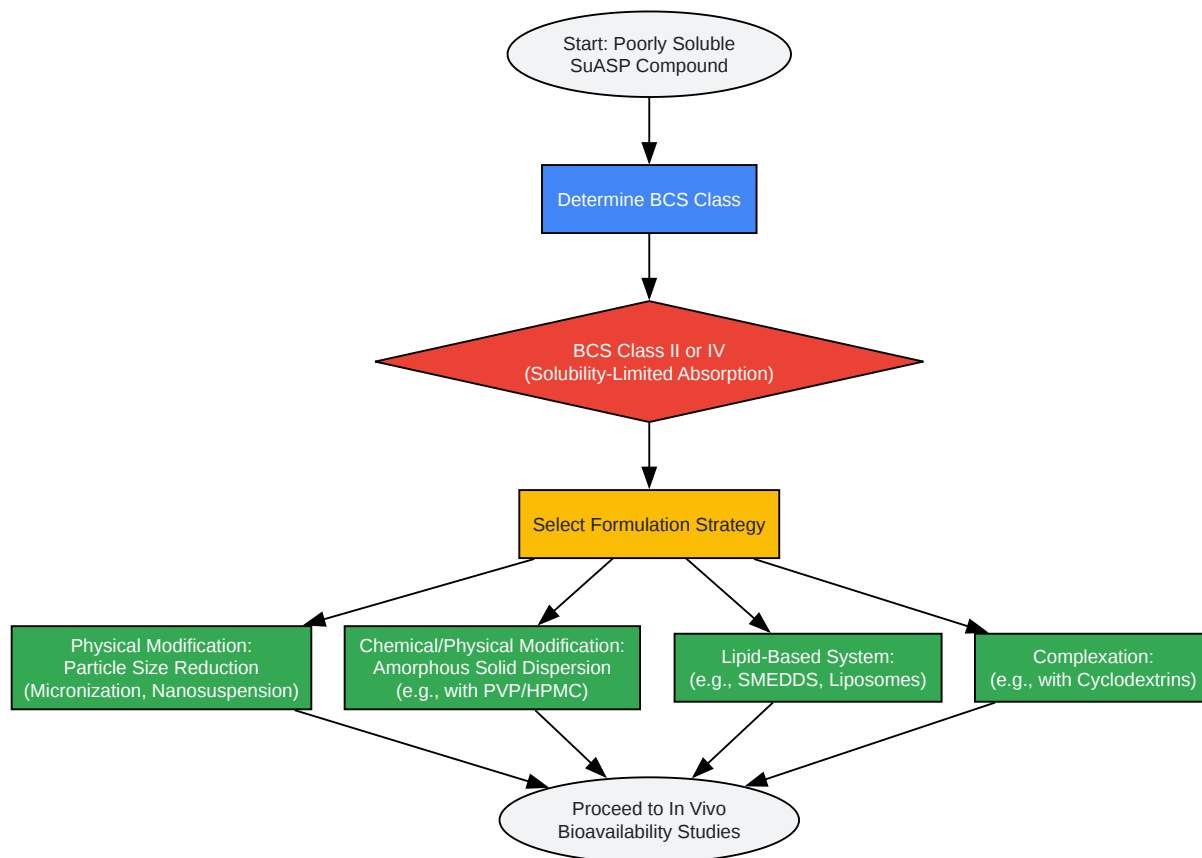 Start: Poorly Soluble
SuASP Compound
Determine BCS Class
BCS Class II or IV
(Solubility-Limited Absorption)
Select Formulation Strategy
Physical Modification:
Particle Size Reduction
(Micronization, Nanosuspension)
Chemical/Physical Modification:
Amorphous Solid Dispersion
(e.g., with PVP/HPMC)
Lipid-Based System:
(e.g., SMEDDS, Liposomes)
Complexation:
(e.g., with Cyclodextrins)
Proceed to In Vivo
Bioavailability Studies